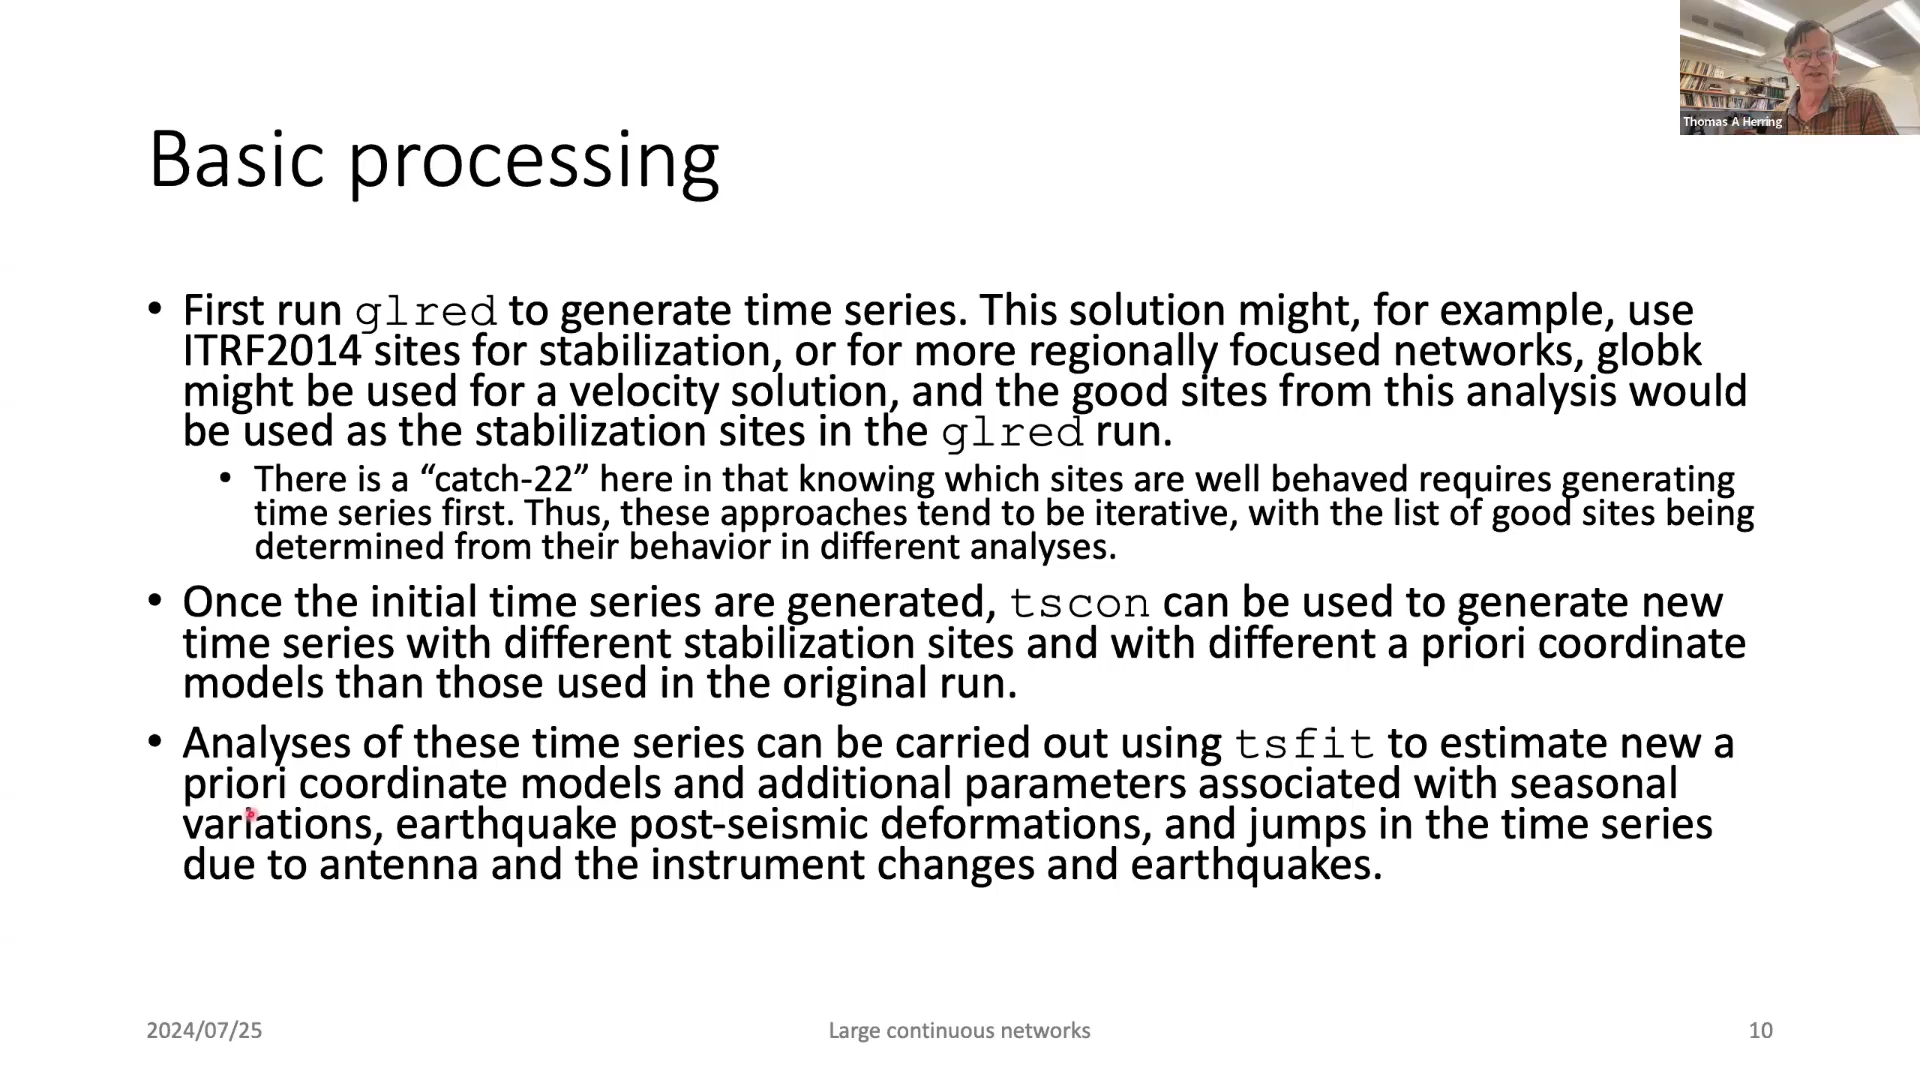 Thomas A Herring
Basic processing
• First run glred to generate time series. This solution might, for example, use
ITRF2014 sites for stabilization, or for more regionally focused networks, globk
might be used for a velocity solution, and the good sites from this analysis would
be used as the stabilization sites in the glred run.
• There is a “catch-22” here in that knowing which sites are well behaved requires generating
time series first. Thus, these approaches tend to be iterative, with the list of good sites being
determined from their behavior in different analyses.
• Once the initial time series are generated, tscon can be used to generate new
time series with different stabilization sites and with different a priori coordinate
models than those used in the original run.
• Analyses of these time series can be carried out using tsfit to estimate new a
priori coordinate models and additional parameters associated with seasonal
variations, earthquake post-seismic deformations, and jumps in the time series
due to antenna and the instrument changes and earthquakes.
2024/07/25
Large continuous networks
10